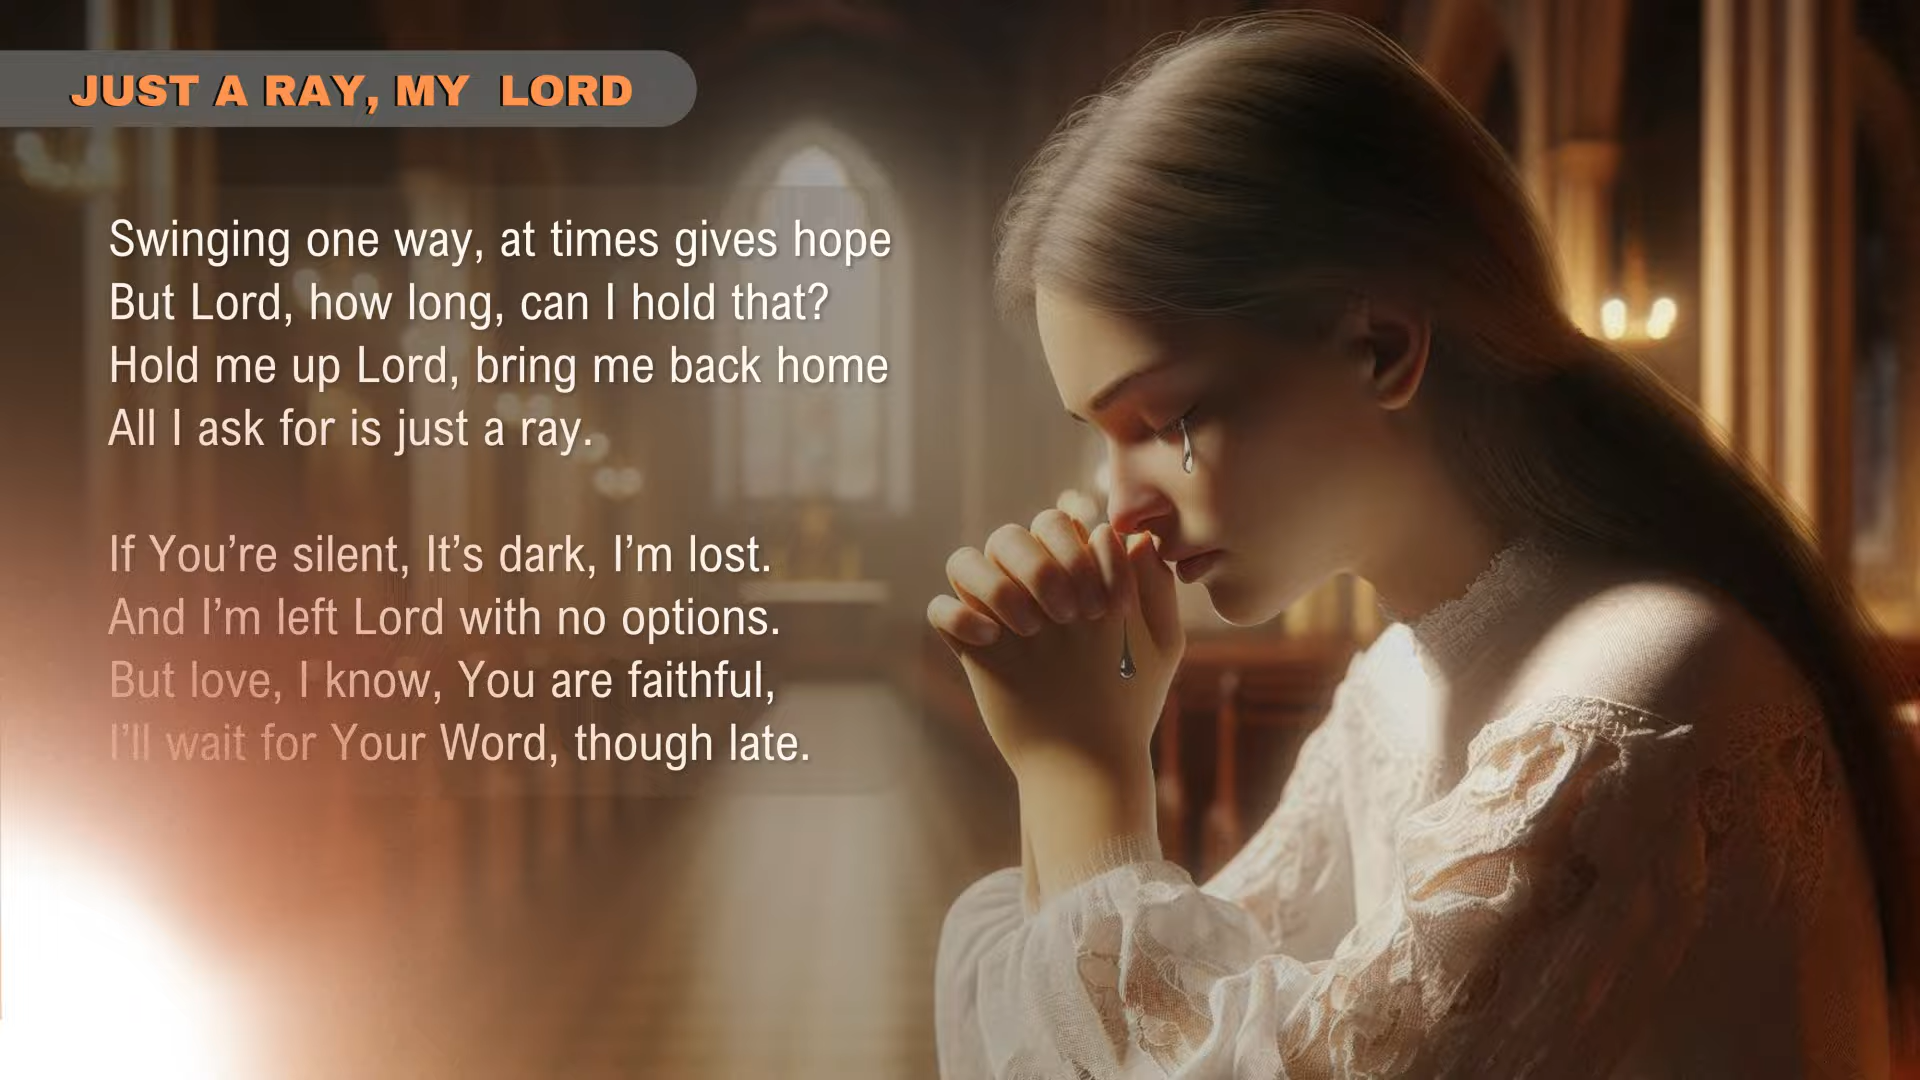 JUST A RAY, MY LORD
Swinging one way, at times gives hope
But Lord, how long, can I hold that?
Hold me up Lord, bring me back home
All I ask for is just a ray.
If You’re silent, It’s dark, I’m lost.
And I’m left Lord with no options.
But love, I know, You are faithful,
I’ll wait for Your Word, though late.